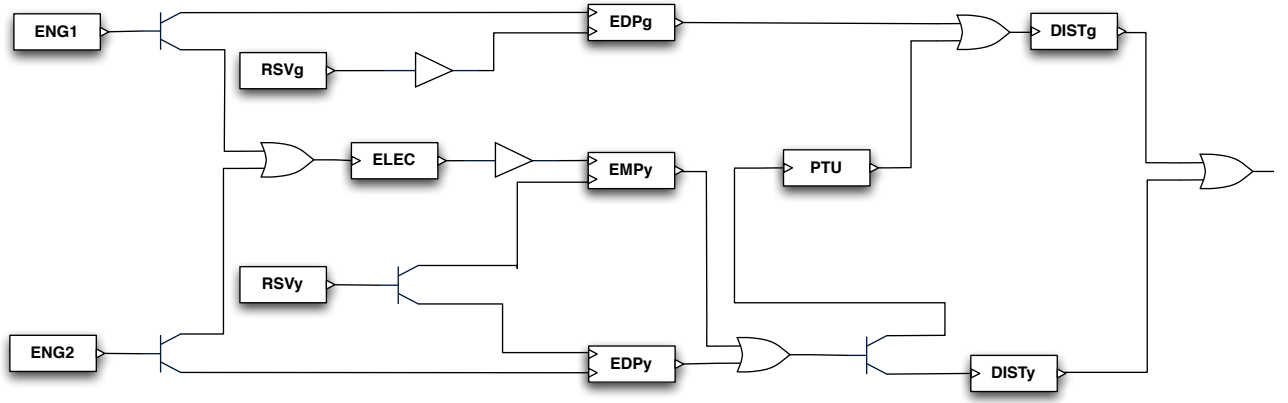 ENG1
EDPg
DISTg
RSVg
ELEC
EMPy
PTU
RSVy
ENG2
EDPy
DISTy